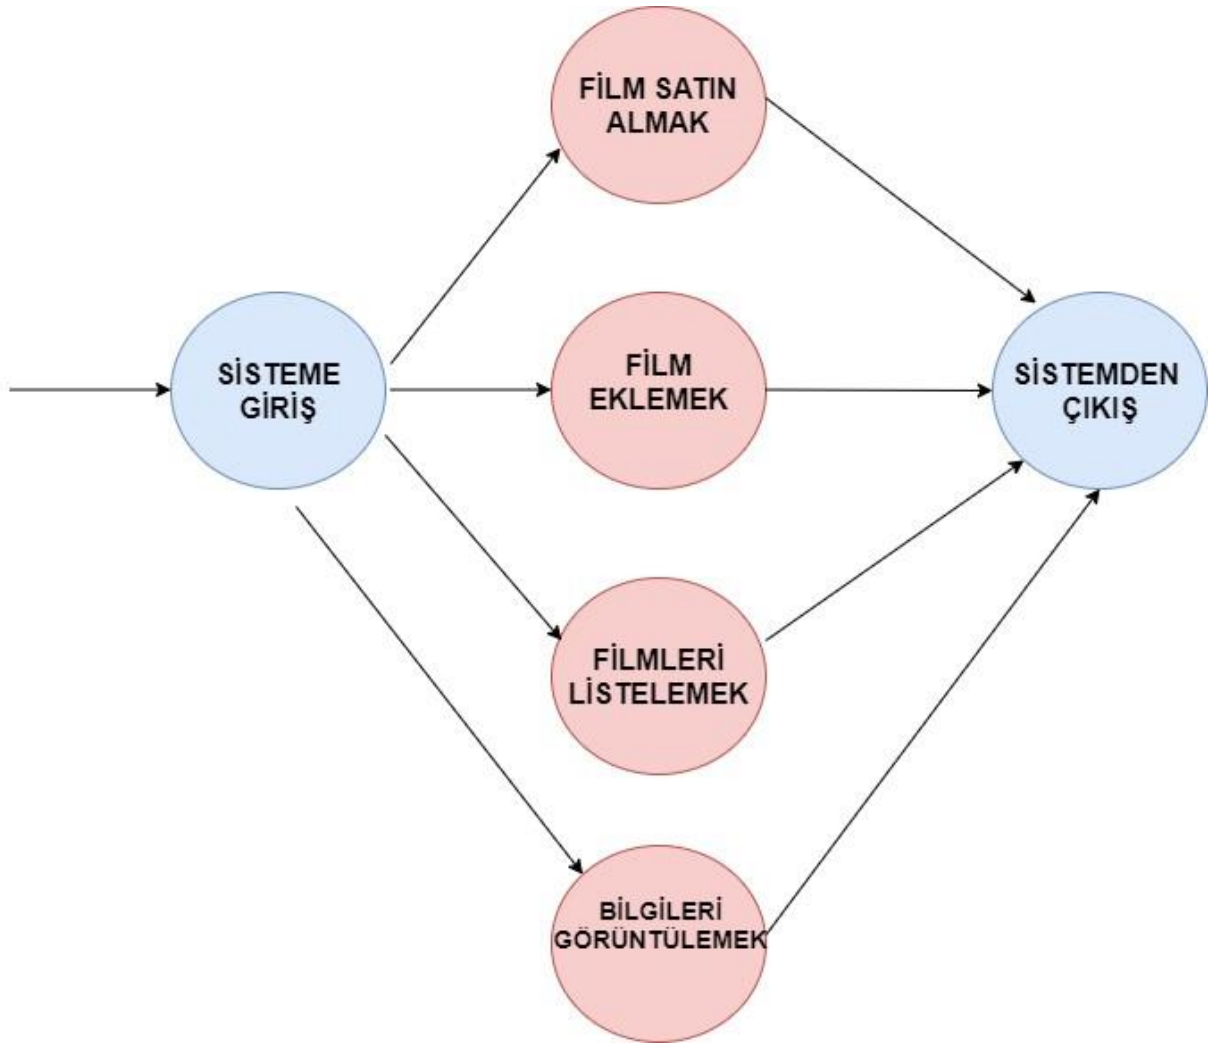 FİLM SATIN
ALMAK
SİSTEME
GİRİŞ
FİLM
EKLEMEK
SİSTEMDEN
ÇIKIŞ
FİLMLERİ
LİSTELEMEK
BİLGİLERİ
GÖRÜNTÜLEMEK